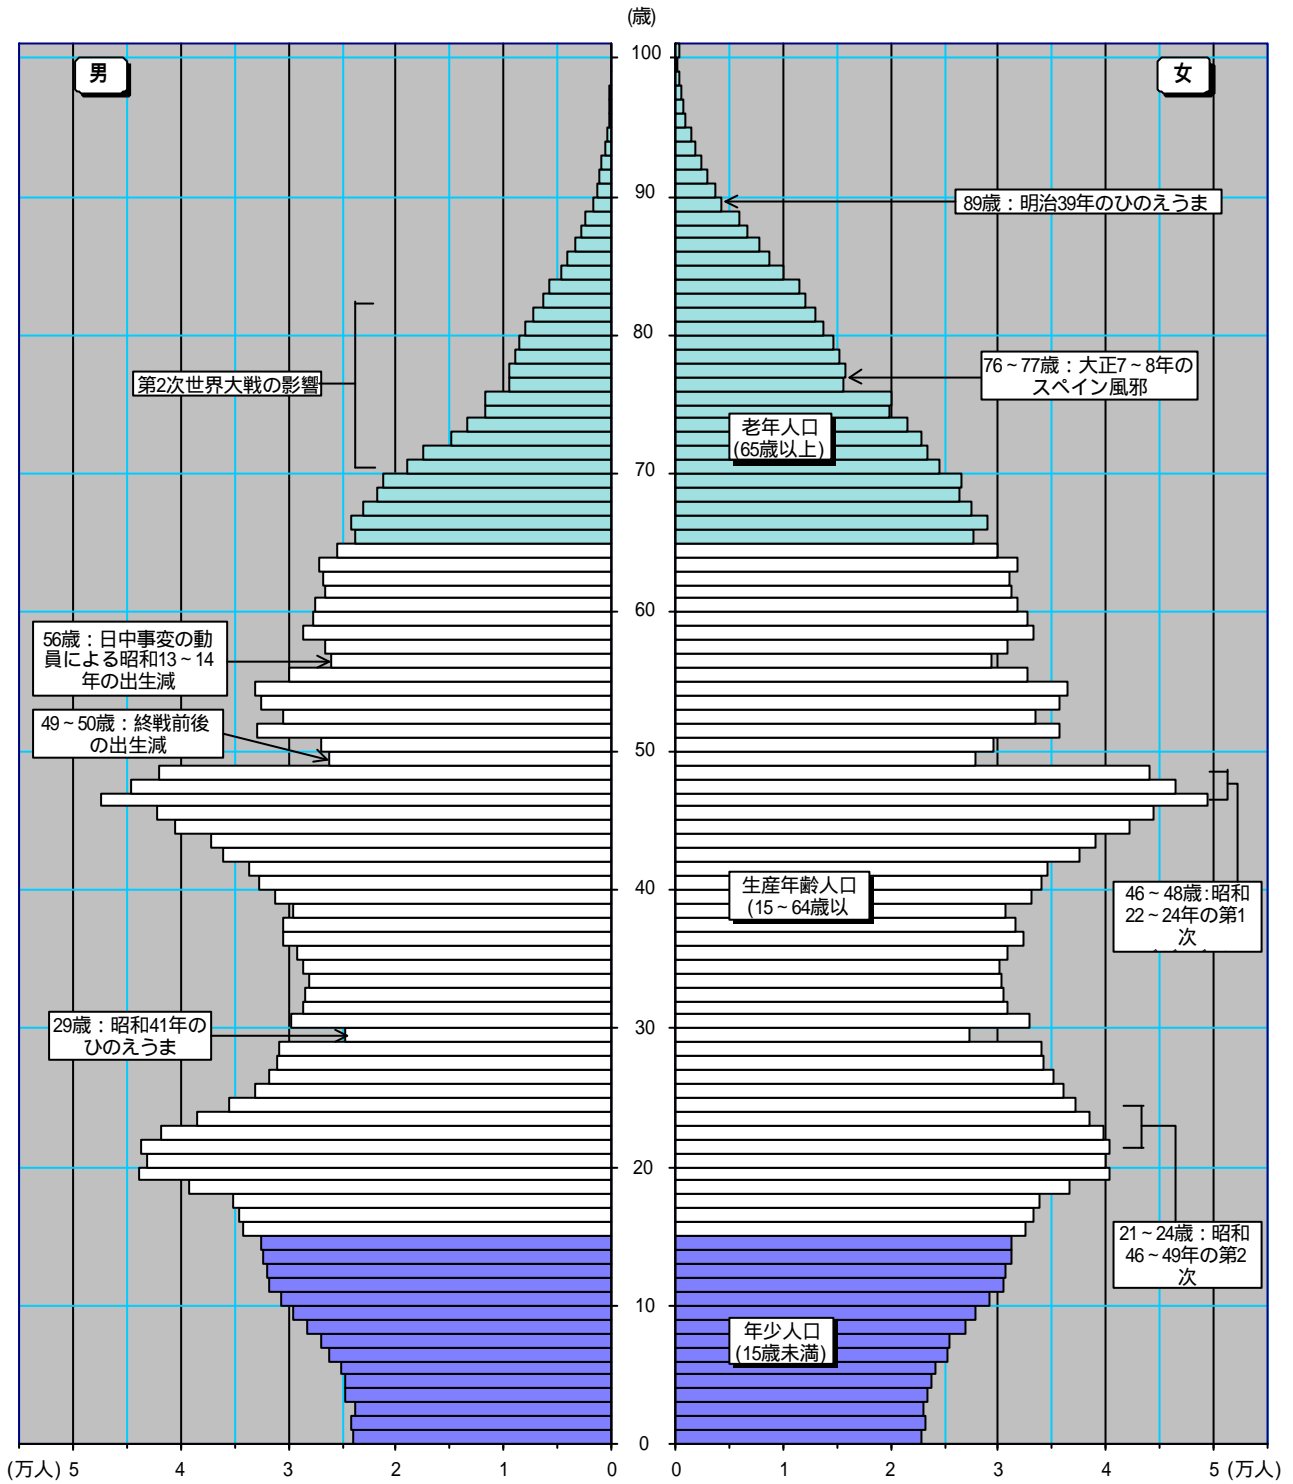 (歳)
男
女
100
90
89歳：明治39年のひのえうま
80
第2次世界大戦の影響
76～77歳：大正7～8年の
スペイン風邪
老年人口
(65歳以上)
70
60
56歳：日中事変の動
員による昭和13～14
年の出生減
49～50歳：終戦前後
の出生減
50
生産年齢人口
(15～64歳以
40
46～48歳:昭和
22～24年の第1
次
29歳：昭和41年の
ひのえうま
30
20
21～24歳：昭和
46～49年の第2
次
10
年少人口
(15歳未満)
0
(万人) 5 4 3 2 1 0 0 1 2 3 4 5 (万人)